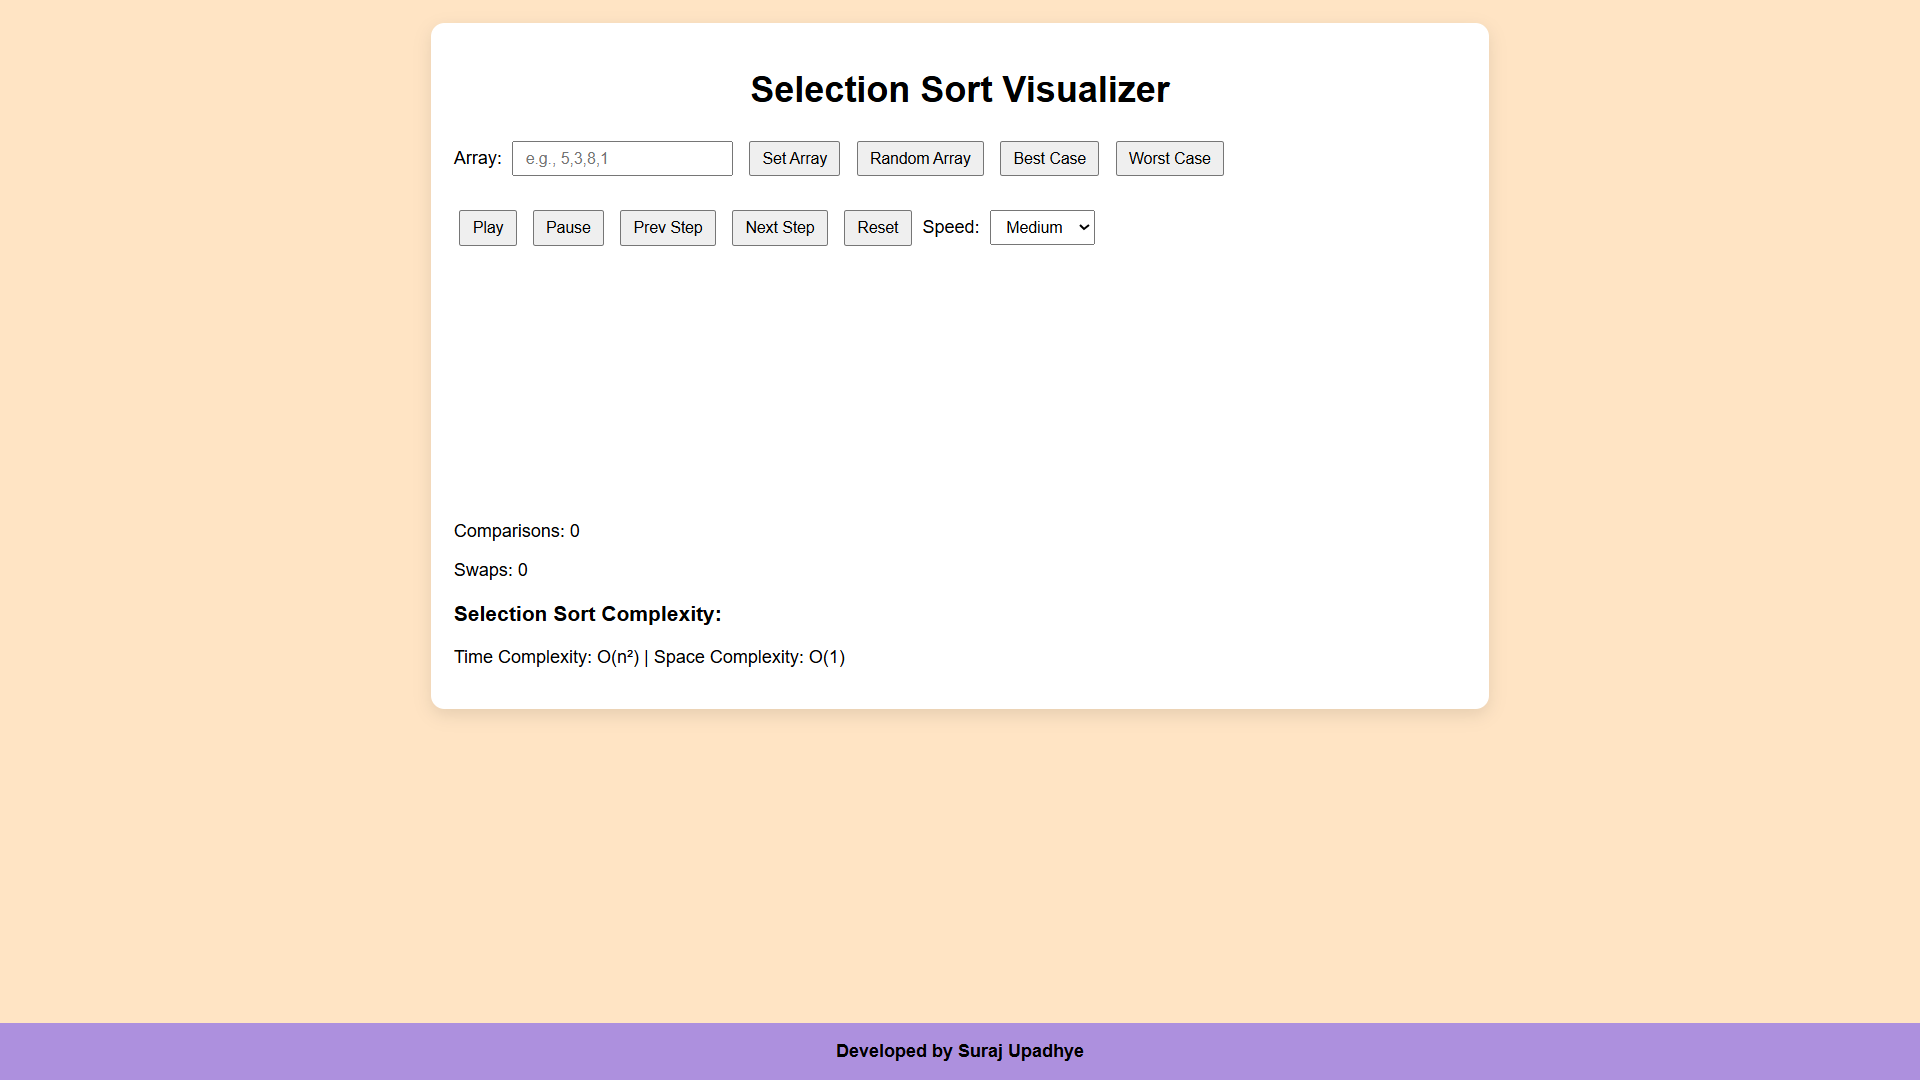 Selection Sort Visualizer
Array: e.g., 5,3,8,1 Set Array Random Array Best Case Worst Case
Play Pause Prev Step Next Step Reset Speed: Medium
Comparisons: 0
Swaps: 0
Selection Sort Complexity:
Time Complexity: O(n²) | Space Complexity: O(1)
Developed by Suraj Upadhye